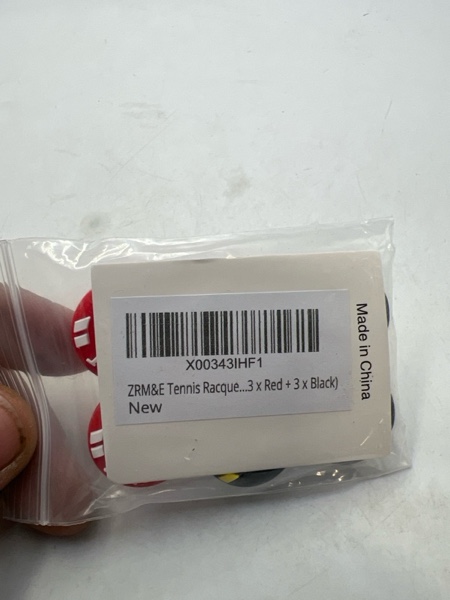 X00343IHF1
ZRM&E Tennis Racque...3 x Red + 3 x Black)
New
Made in China